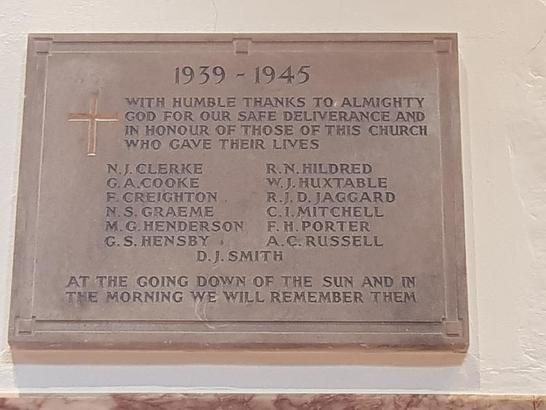 1939 - 1945
WITH HUMBLE THANKS TO ALMIGHTY
GOD FOR OUR SAFE DELIVERANCE AND
IN HONOUR OF THOSE OF THIS CHURCH
WHO GAVE THEIR LIVES
N. J. CLERKE R. N. HILDRED
G. A. COOKE W. J. HUXTABLE
F. CREIGHTON R. J. D. JAGGARD
N. S. GRAEME C. I. MITCHELL
M. G. HENDERSON F. H. PORTER
G. S. HENSBY A. C. RUSSELL
D. J. SMITH
AT THE GOING DOWN OF THE SUN AND IN
THE MORNING WE WILL REMEMBER THEM